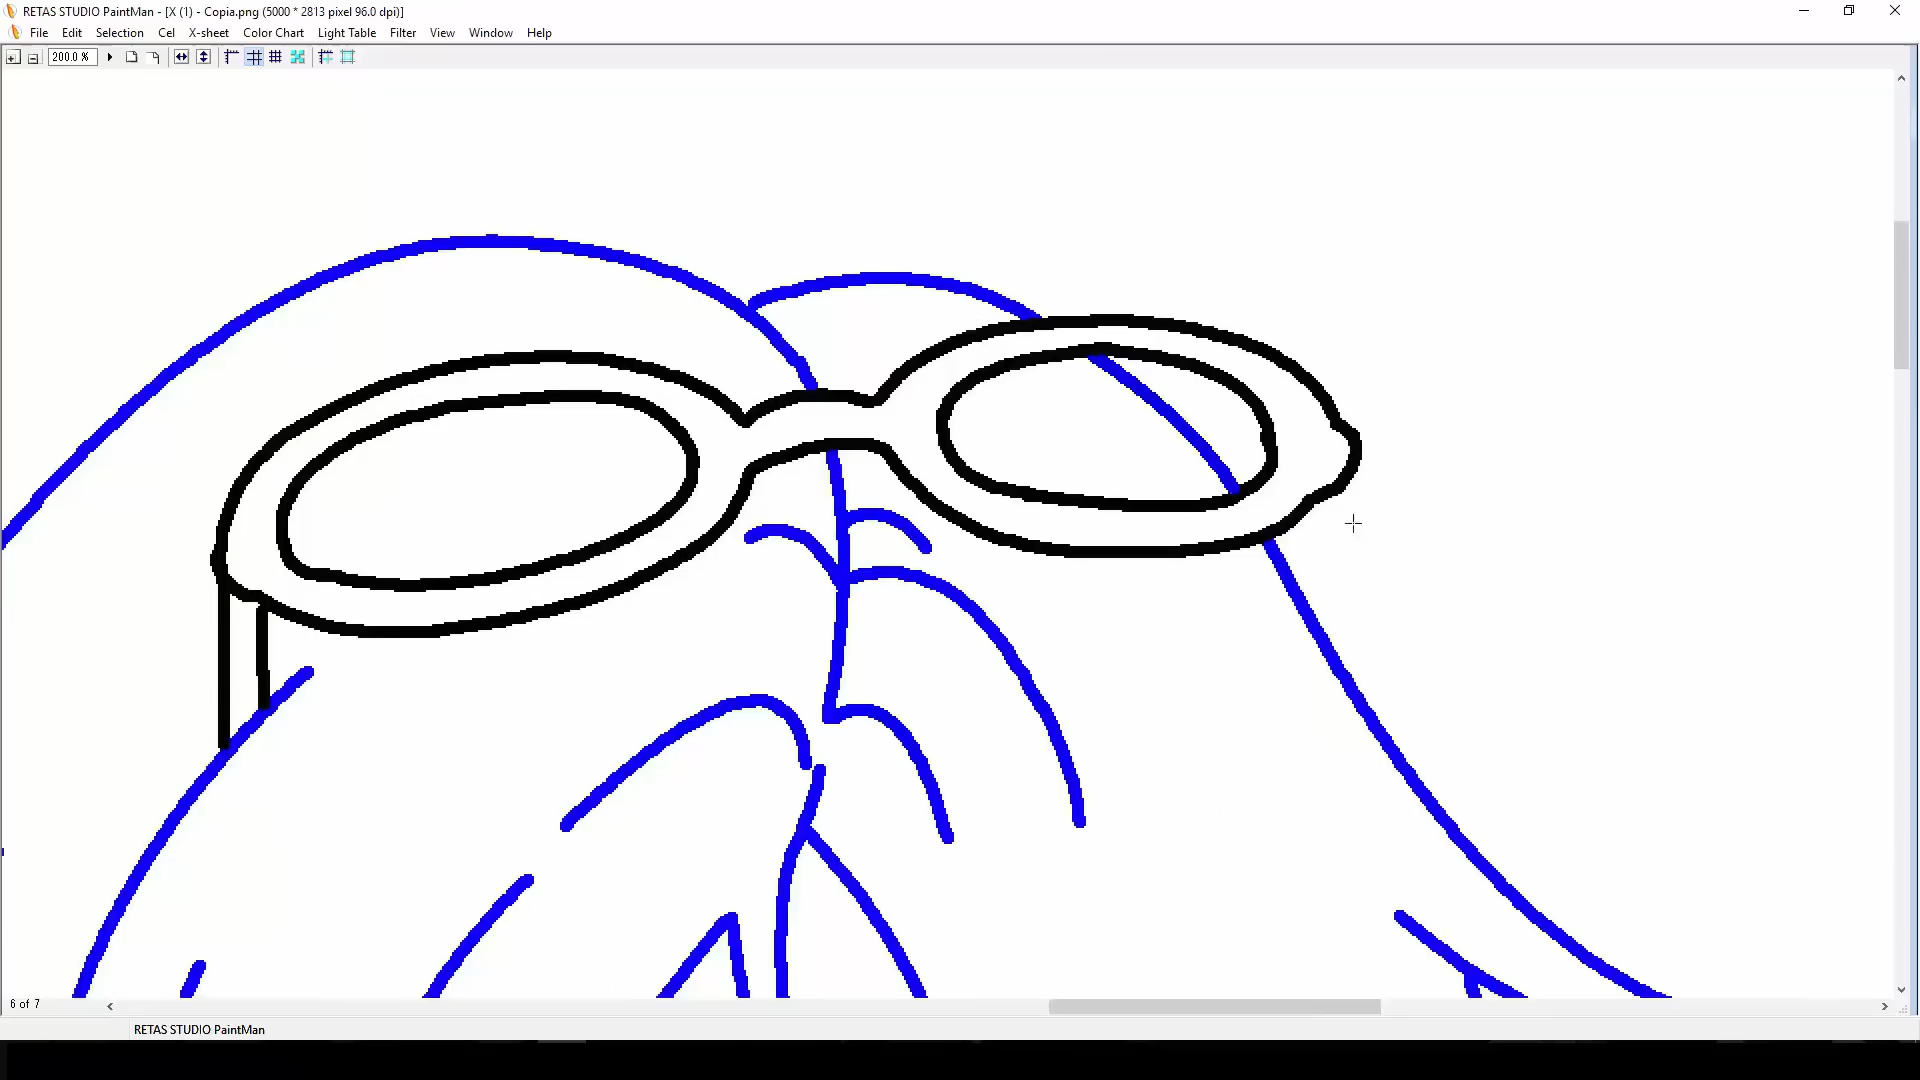 RETAS STUDIO PaintMan - [X (1) - Copia.png (5000 * 2813 pixel 96.0 dpi)]
File Edit Selection Cel X-sheet Color Chart Light Table Filter View Window Help
200.0 %
6 of 7
RETAS STUDIO PaintMan